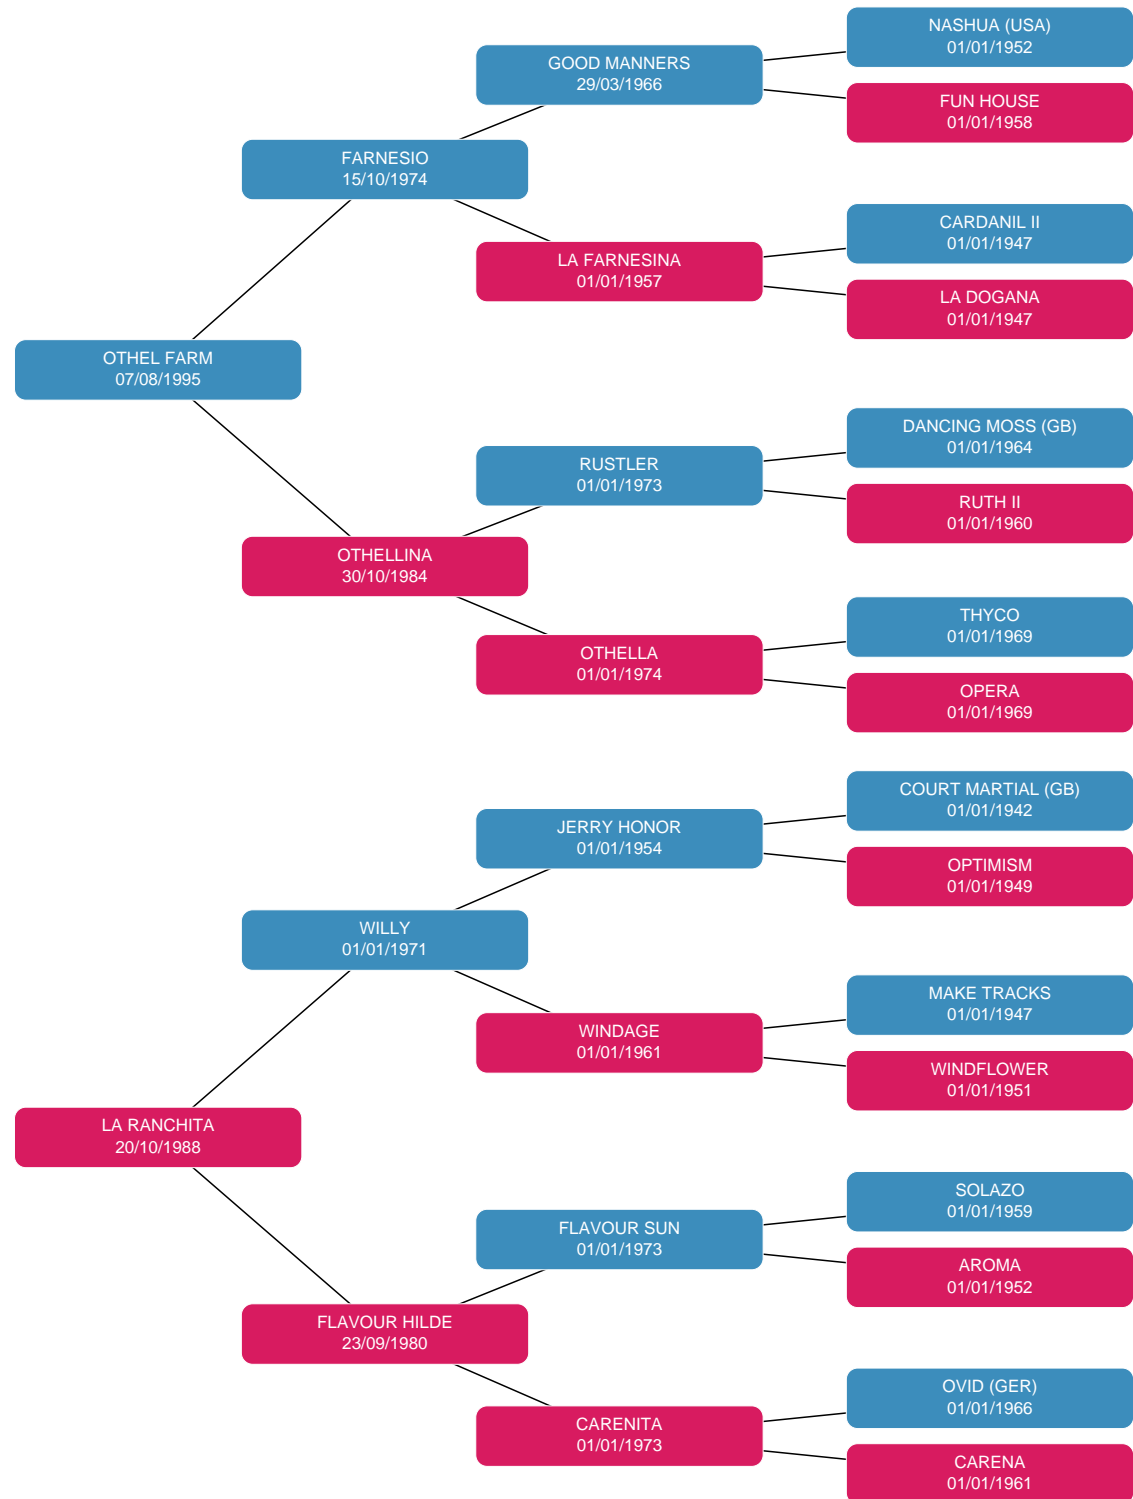 NASHUA (USA)
01/01/1952
GOOD MANNERS
29/03/1966
FUN HOUSE
01/01/1958
FARNESIO
15/10/1974
CARDANIL II
01/01/1947
LA FARNESINA
01/01/1957
LA DOGANA
01/01/1947
OTHEL FARM
07/08/1995
DANCING MOSS (GB)
01/01/1964
RUSTLER
01/01/1973
RUTH II
01/01/1960
OTHELLINA
30/10/1984
THYCO
01/01/1969
OTHELLA
01/01/1974
OPERA
01/01/1969
COURT MARTIAL (GB)
01/01/1942
JERRY HONOR
01/01/1954
OPTIMISM
01/01/1949
WILLY
01/01/1971
MAKE TRACKS
01/01/1947
WINDAGE
01/01/1961
WINDFLOWER
01/01/1951
LA RANCHITA
20/10/1988
SOLAZO
01/01/1959
FLAVOUR SUN
01/01/1973
AROMA
01/01/1952
FLAVOUR HILDE
23/09/1980
OVID (GER)
01/01/1966
CARENITA
01/01/1973
CARENA
01/01/1961